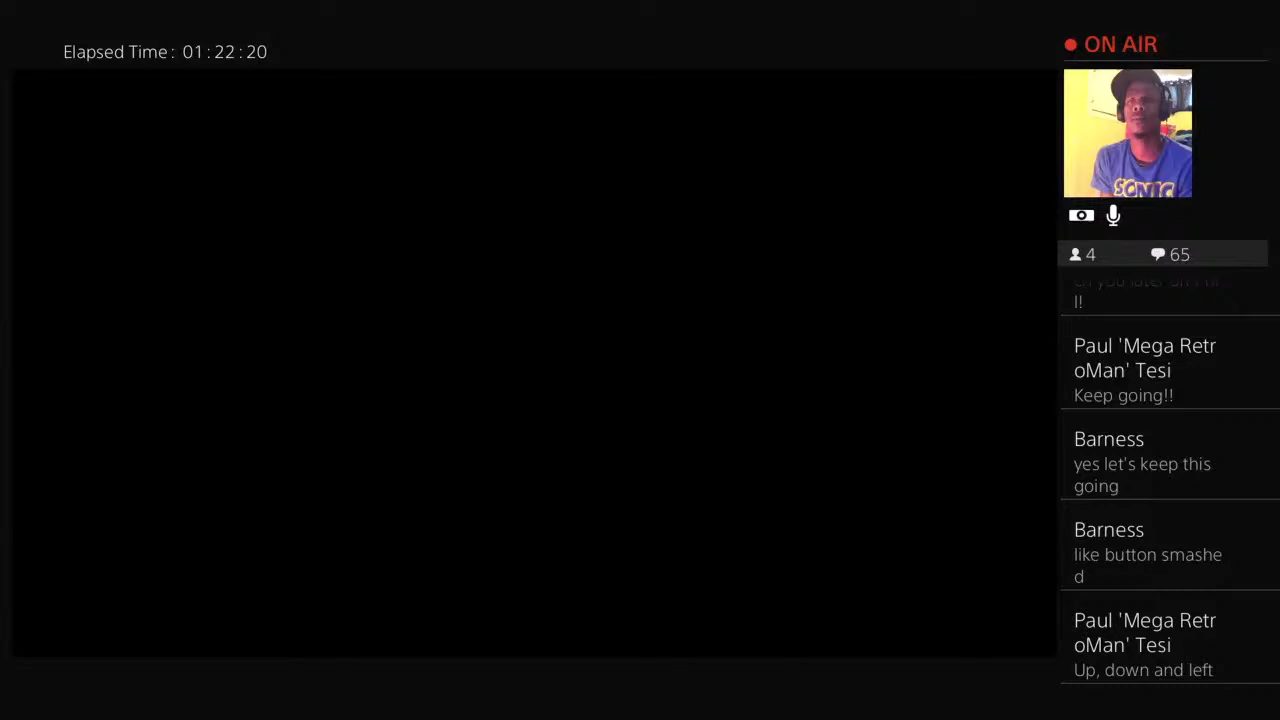 Elapsed Time: 01:22:20
ON AIR
SONIC
4
65
l!
Paul 'Mega Retr
oMan' Tesi
Keep going!!
Barness
yes let's keep this
going
Barness
like button smashe
d
Paul 'Mega Retr
oMan' Tesi
Up, down and left